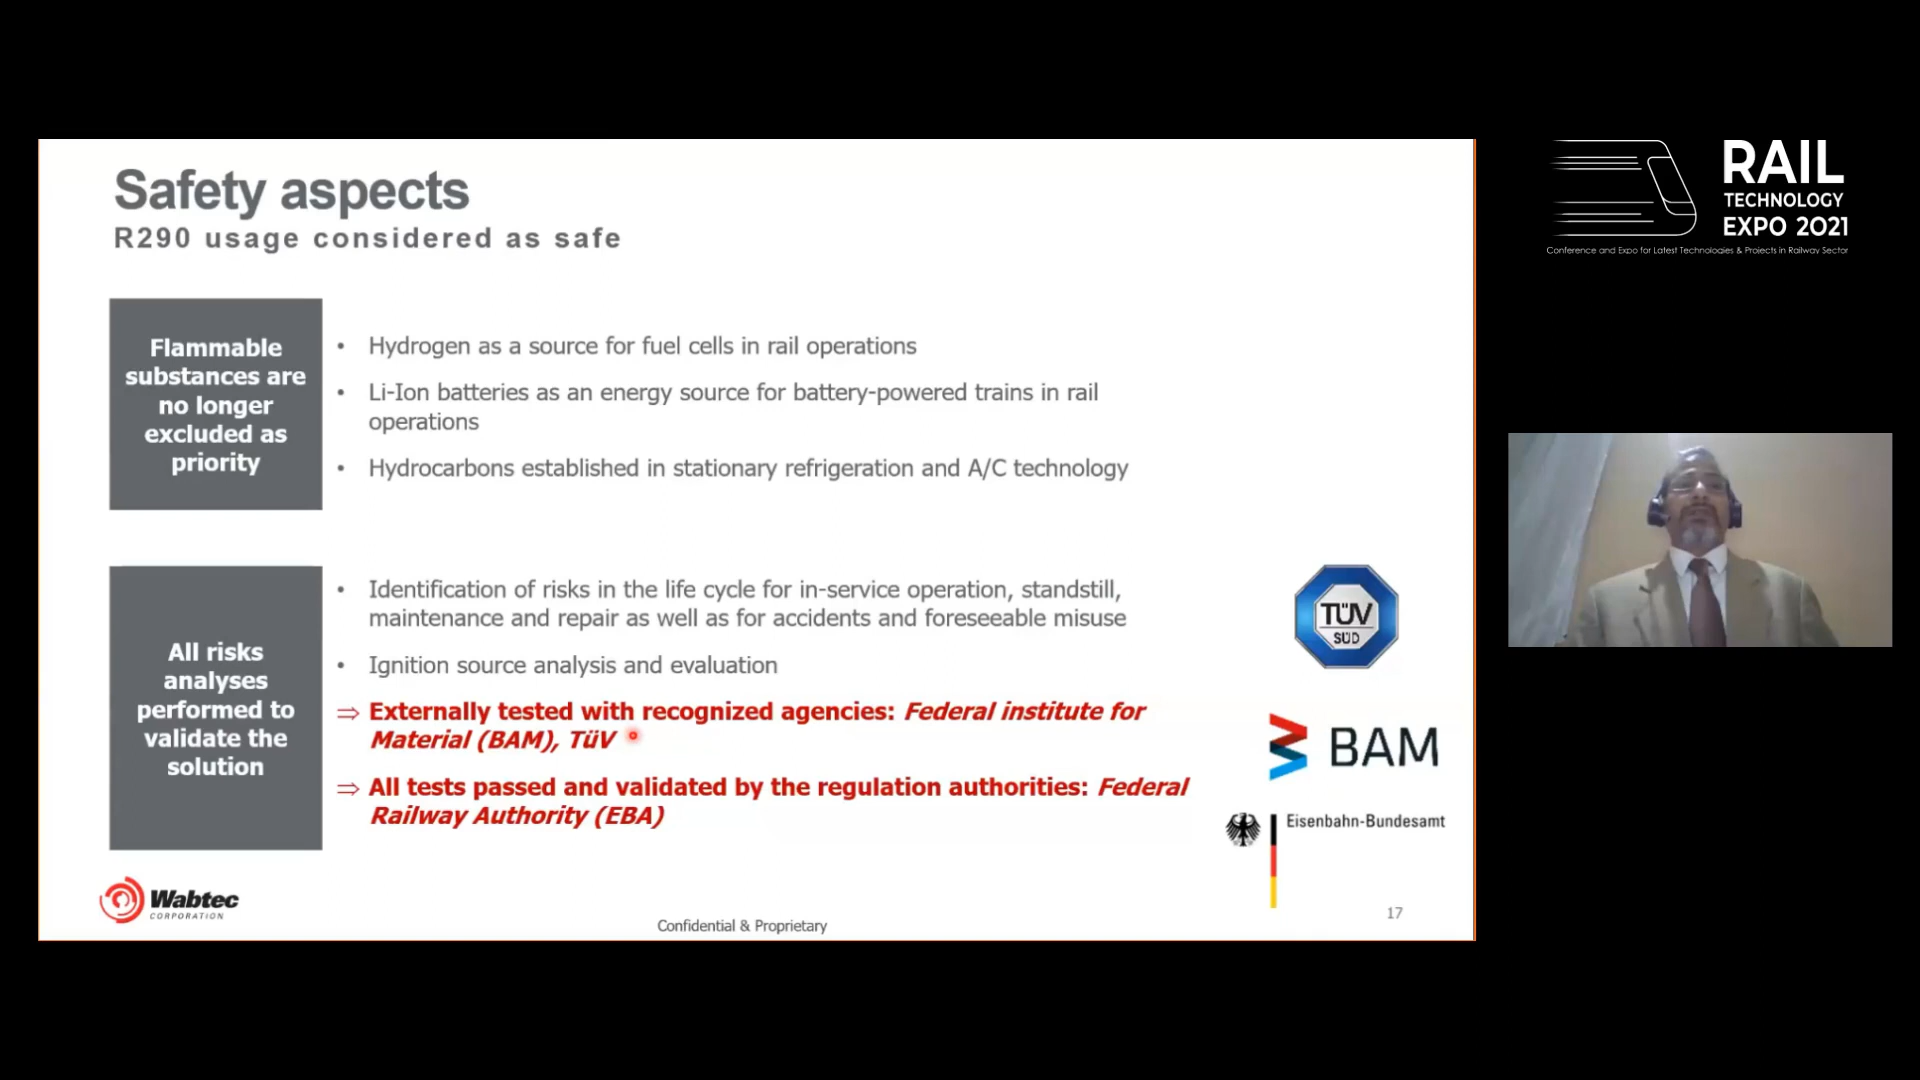 Safety aspects
R290 usage considered as safe
Flammable
substances are
no longer
excluded as
priority
• Hydrogen as a source for fuel cells in rail operations
• Li-Ion batteries as an energy source for battery-powered trains in rail
operations
• Hydrocarbons established in stationary refrigeration and A/C technology
All risks
analyses
performed to
validate the
solution
• Identification of risks in the life cycle for in-service operation, standstill,
maintenance and repair as well as for accidents and foreseeable misuse
• Ignition source analysis and evaluation
⇒ Externally tested with recognized agencies: Federal institute for
Material (BAM), TüV
⇒ All tests passed and validated by the regulation authorities: Federal
Railway Authority (EBA)
TÜV
SÜD
BAM
Eisenbahn-Bundesamt
Wabtec
CORPORATION
Confidential & Proprietary
17
RAIL
TECHNOLOGY
EXPO 2021
Conference and Expo for Latest Technologies & Projects in Railway Sector